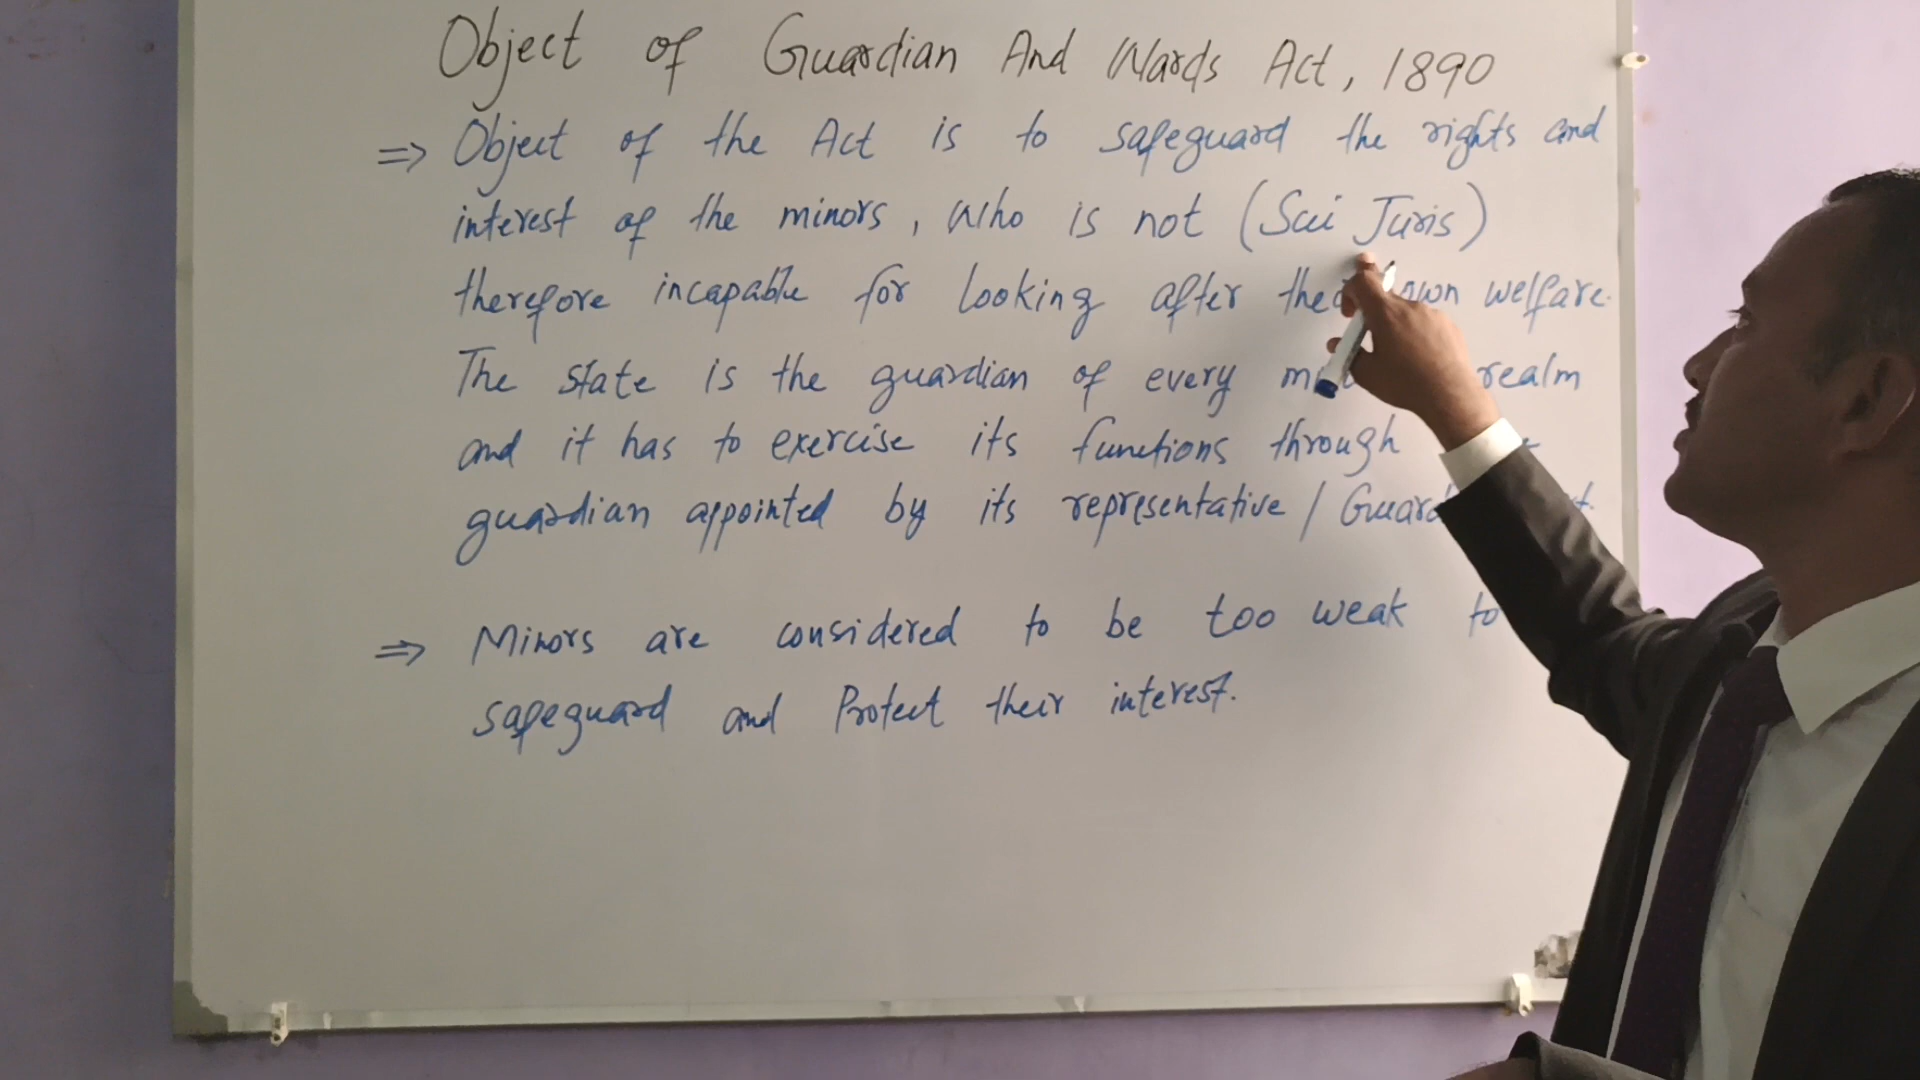 Object of Guardian And Wards Act, 1890
⇒ Object of the Act is to safeguard the rights and
interest of the minors, who is not (Sui Juris)
therefore incapable for looking after own welfare.
The state is the guardian of every realm
and it has to exercise its functions through
guardian appointed by its representative /
⇒ Minors are considered to be too weak to
safeguard and Protect their interest.